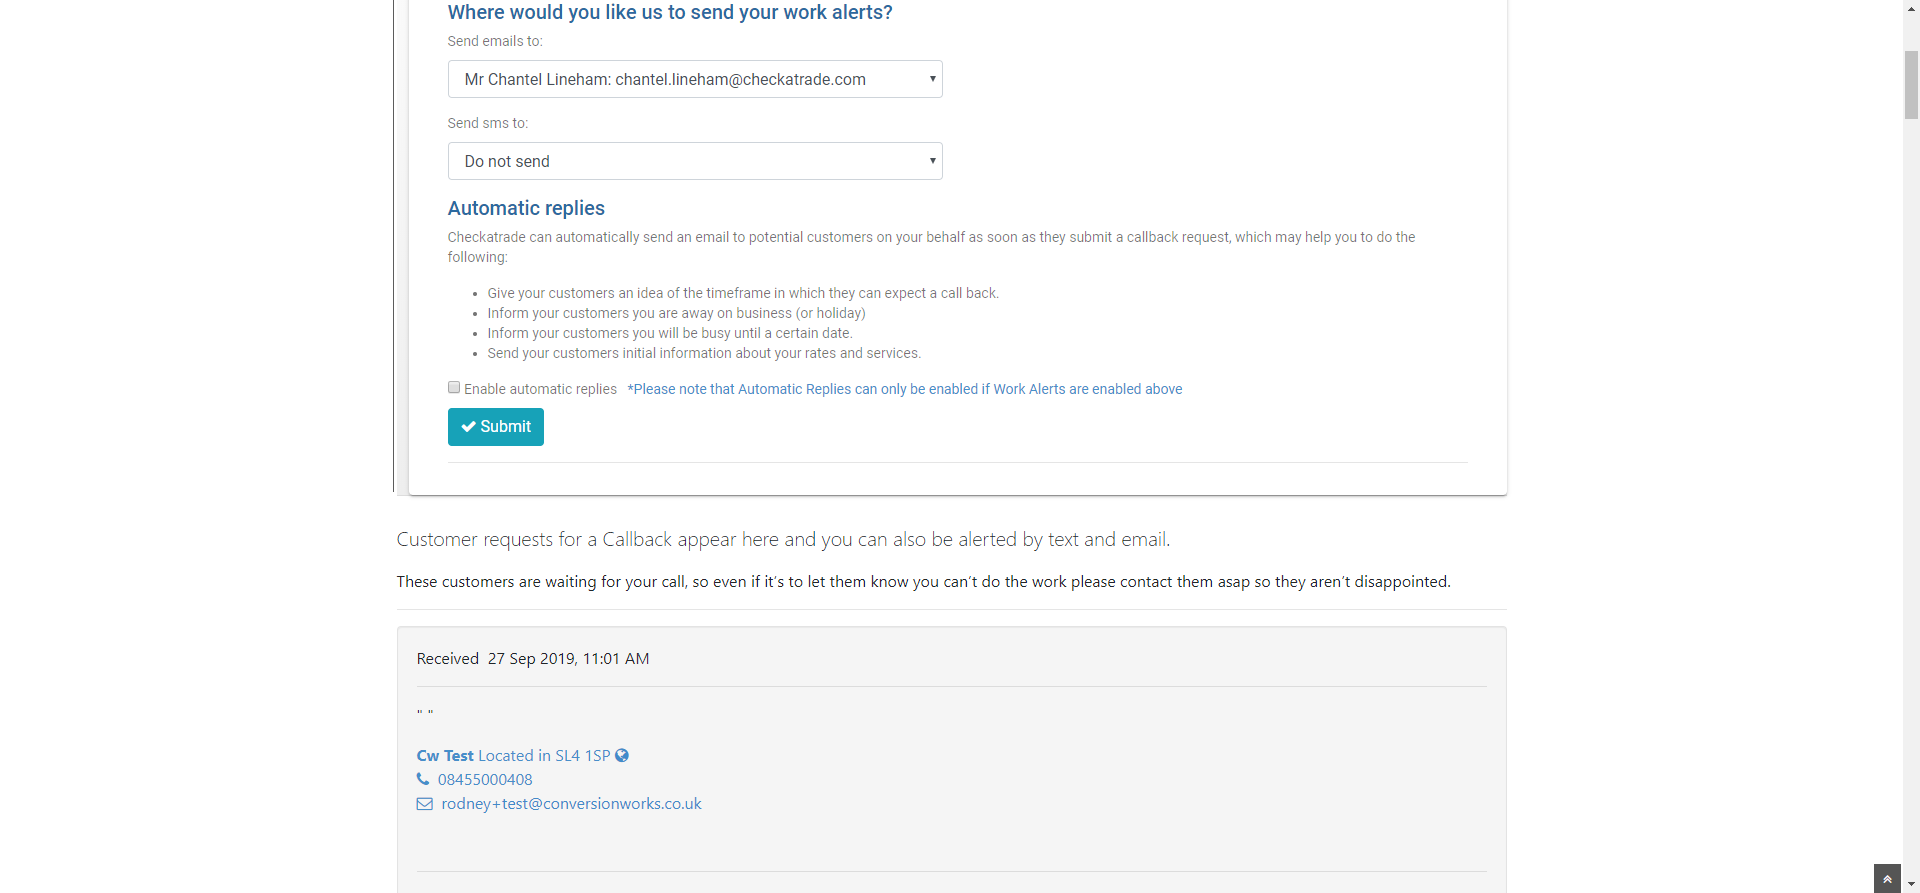 Where would you like us to send your work alerts?
Send emails to:
Mr Chantel Lineham: chantel.lineham@checkatrade.com
Send sms to:
Do not send
Automatic replies
Checkatrade can automatically send an email to potential customers on your behalf as soon as they submit a callback request, which may help you to do the
following:
• Give your customers an idea of the timeframe in which they can expect a call back.
• Inform your customers you are away on business (or holiday)
• Inform your customers you will be busy until a certain date.
• Send your customers initial information about your rates and services.
Enable automatic replies *Please note that Automatic Replies can only be enabled if Work Alerts are enabled above
Submit
Customer requests for a Callback appear here and you can also be alerted by text and email.
These customers are waiting for your call, so even if it's to let them know you can't do the work please contact them asap so they aren't disappointed.
Received 27 Sep 2019, 11:01 AM
" "
Cw Test Located in SL4 1SP
08455000408
rodney+test@conversionworks.co.uk